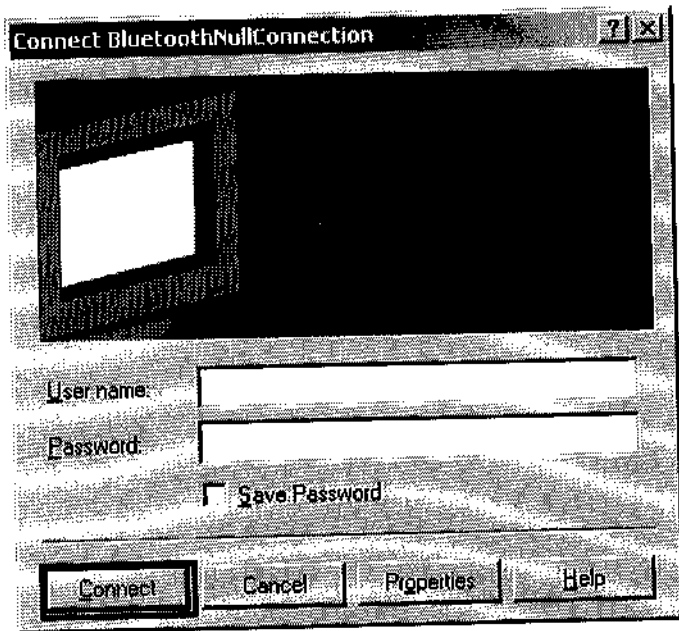 Connect BluetoothNullConnection
User name:
Password:
Save Password
Connect Cancel Properties Help